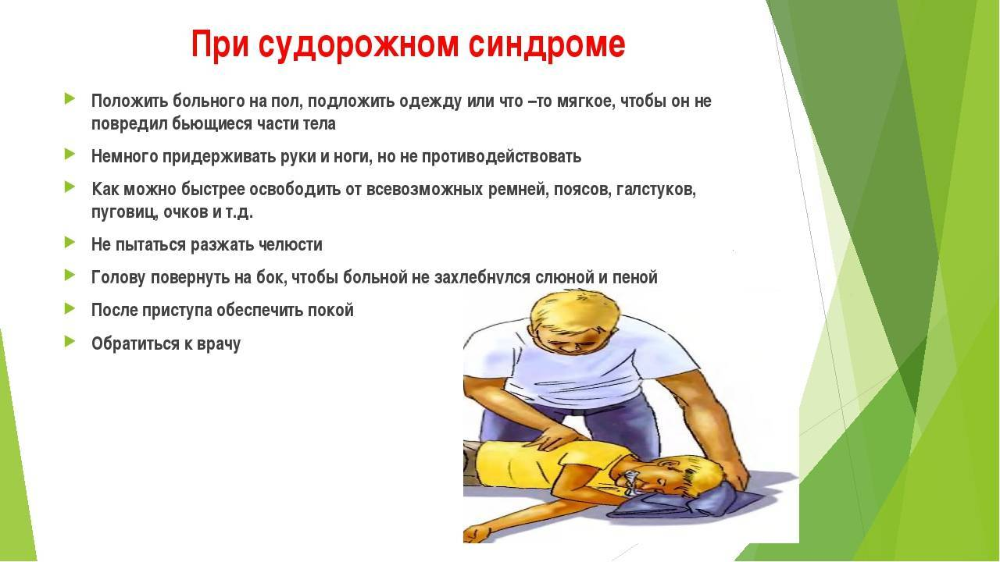 При судорожном синдроме
Положить больного на пол, подложить одежду или что –то мягкое, чтобы он не
повредил бьющиеся части тела
Немного придерживать руки и ноги, но не противодействовать
Как можно быстрее освободить от всевозможных ремней, поясов, галстуков,
пуговиц, очков и т.д.
Не пытаться разжать челюсти
Голову повернуть на бок, чтобы больной не захлебнулся слюной и пеной
После приступа обеспечить покой
Обратиться к врачу